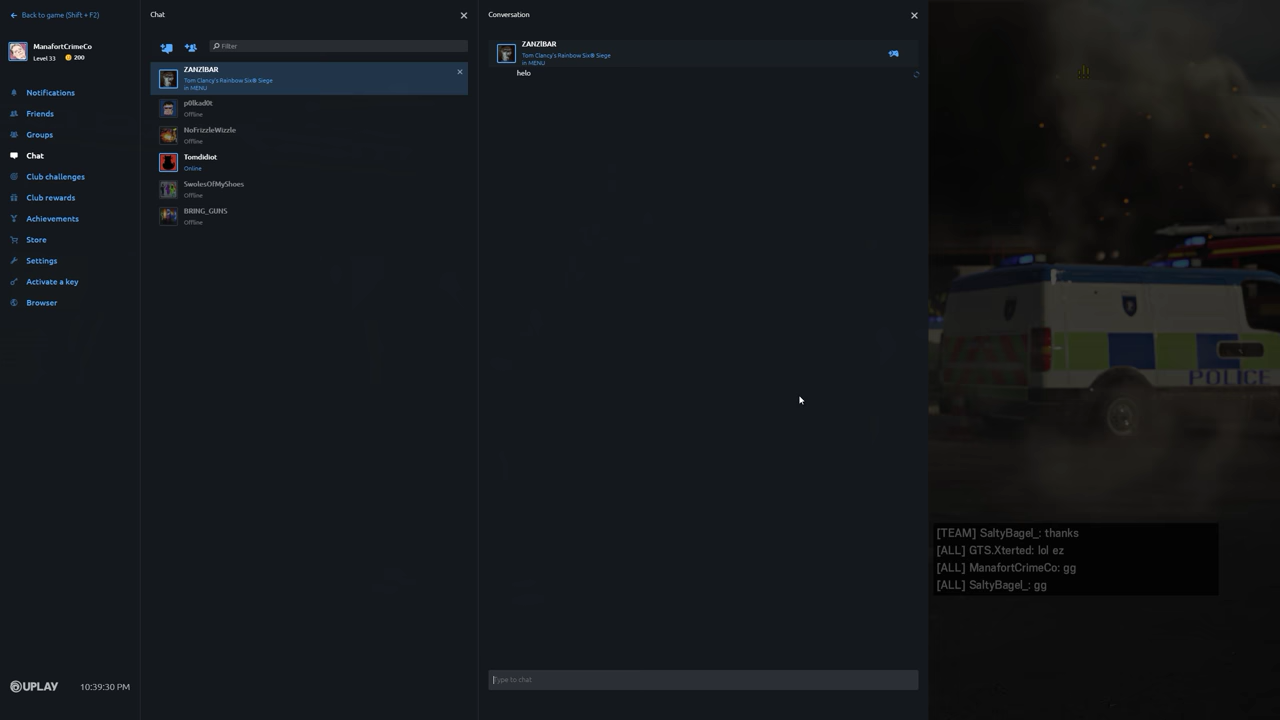 Back to game (Shift + F2)
ManafortCrimeCo
Level 33 200
Notifications
Friends
Groups
Chat
Club challenges
Club rewards
Achievements
Store
Settings
Activate a key
Browser
UPLAY 10:39:30 PM
Chat
Filter
ZANZIBAR
Tom Clancy's Rainbow Six® Siege
in MENU
p0lkad0t
Offline
NoFrizzleWizzle
Offline
Tomdidiot
Online
SwolesOfMyShoes
Offline
BRING_GUNS
Offline
Conversation
ZANZIBAR
Tom Clancy's Rainbow Six® Siege
in MENU
helo
Type to chat
POLICE
[TEAM] SaltyBagel_: thanks
[ALL] GTS.Xterted: lol ez
[ALL] ManafortCrimeCo: gg
[ALL] SaltyBagel_: gg